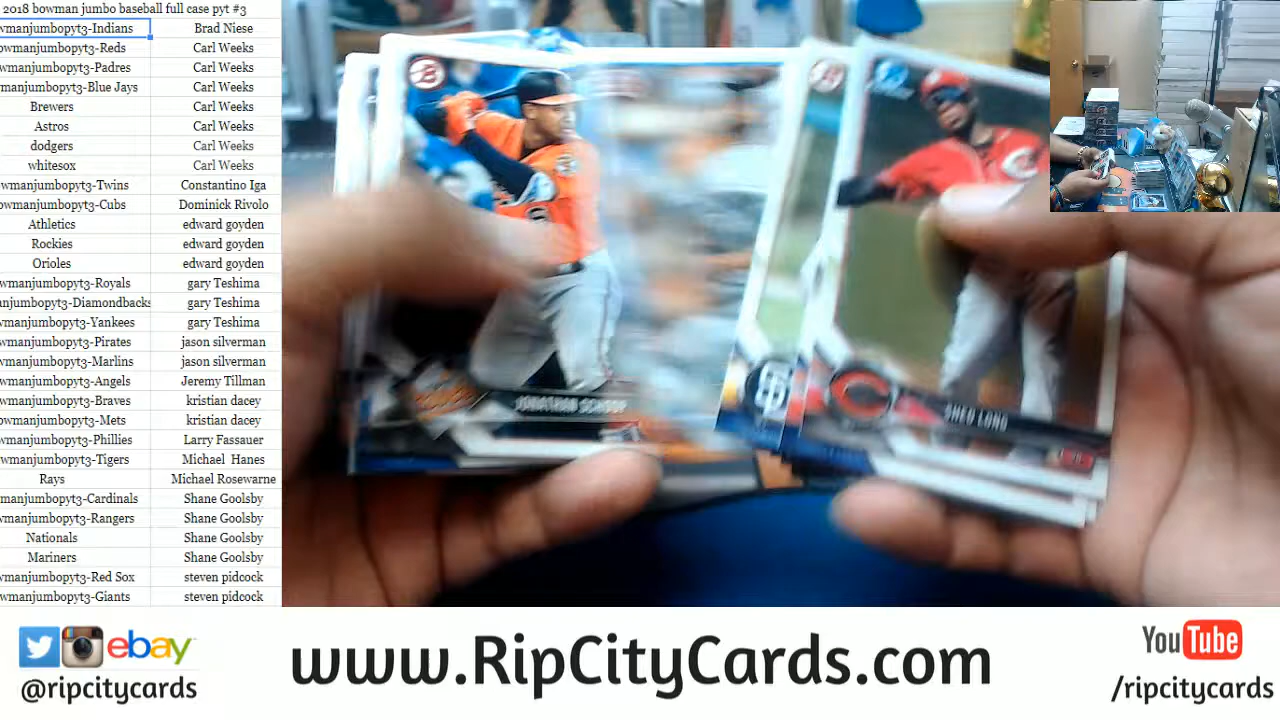 2018 bowman jumbo baseball full case pyt #3
wmanjumbopyt3-Indians Brad Niese
owmanjumbopyt3-Reds Carl Weeks
wmanjumbopyt3-Padres Carl Weeks
manjumbopyt3-Blue Jays Carl Weeks
Brewers Carl Weeks
Astros Carl Weeks
dodgers Carl Weeks
whitesox Carl Weeks
wmanjumbopyt3-Twins Constantino Iga
owmanjumbopyt3-Cubs Dominick Rivolo
Athletics edward goyden
Rockies edward goyden
Orioles edward goyden
wmanjumbopyt3-Royals gary Teshima
anjumbopyt3-Diamondbacks gary Teshima
wmanjumbopyt3-Yankees gary Teshima
wmanjumbopyt3-Pirates jason silverman
wmanjumbopyt3-Marlins jason silverman
wmanjumbopyt3-Angels Jeremy Tillman
wmanjumbopyt3-Braves kristian dacey
owmanjumbopyt3-Mets kristian dacey
wmanjumbopyt3-Phillies Larry Fassauer
wmanjumbopyt3-Tigers Michael Hanes
Rays Michael Rosewarne
manjumbopyt3-Cardinals Shane Goolsby
wmanjumbopyt3-Rangers Shane Goolsby
Nationals Shane Goolsby
Mariners Shane Goolsby
wmanjumbopyt3-Red Sox steven pidcock
wmanjumbopyt3-Giants steven pidcock
JONATHAN SCHOOP
SHED LONG
ebay
@ripcitycards
www.RipCityCards.com
YouTube
/ripcitycards